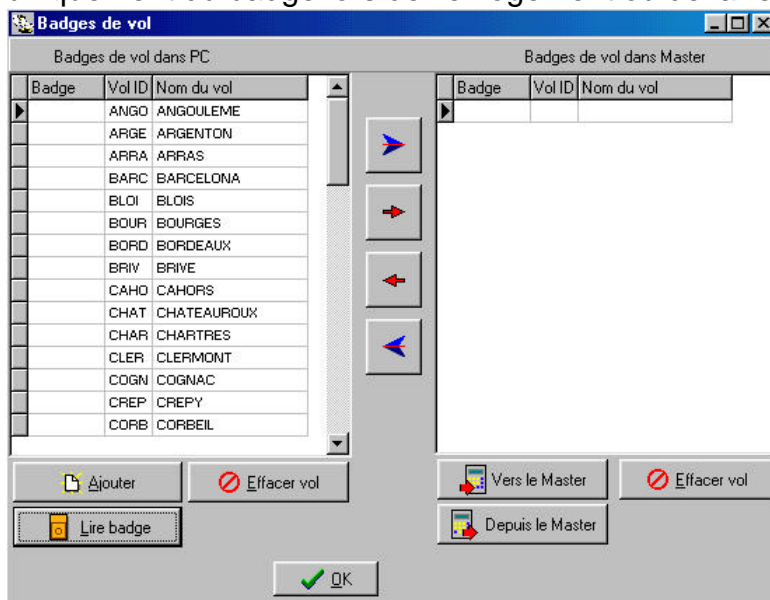 Badges de vol
Badges de vol dans PC
Badge Vol ID Nom du vol
ANGO ANGOULEME
ARGE ARGENTON
ARRA ARRAS
BARC BARCELONA
BLOI BLOIS
BOUR BOURGES
BORD BORDEAUX
BRIV BRIVE
CAHO CAHORS
CHAT CHATEAUROUX
CHAR CHARTRES
CLER CLERMONT
COGN COGNAC
CREP CREPY
CORB CORBEIL
Ajouter
Effacer vol
Lire badge
Badges de vol dans Master
Badge Vol ID Nom du vol
Vers le Master
Effacer vol
Depuis le Master
OK